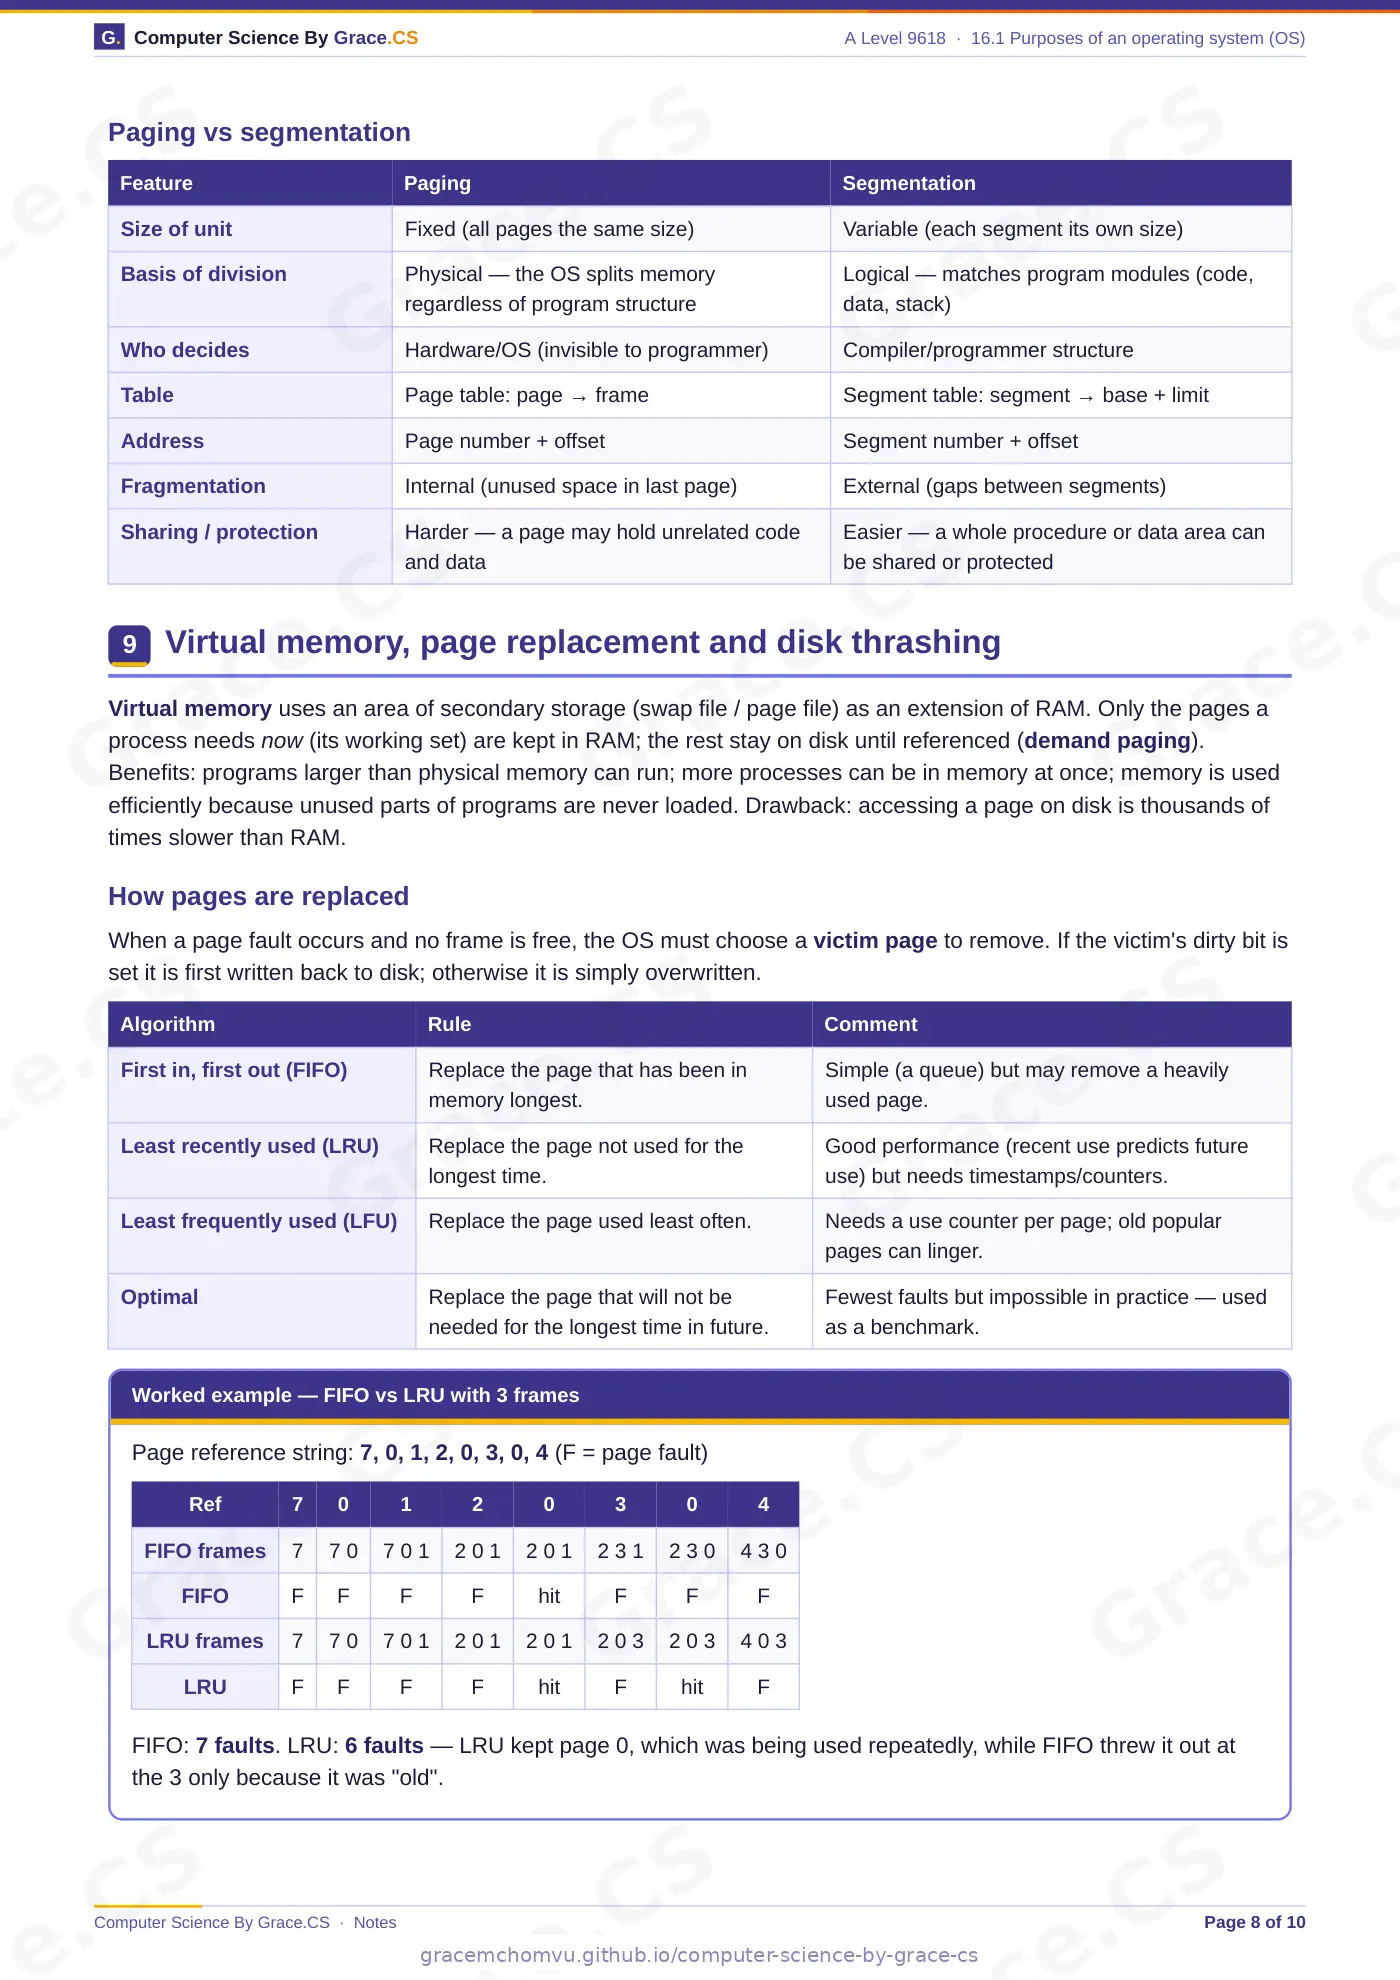 G. Computer Science By Grace.CS
A Level 9618 · 16.1 Purposes of an operating system (OS)
Paging vs segmentation
Feature Paging Segmentation
Size of unit Fixed (all pages the same size) Variable (each segment its own size)
Basis of division Physical — the OS splits memory regardless of program structure Logical — matches program modules (code, data, stack)
Who decides Hardware/OS (invisible to programmer) Compiler/programmer structure
Table Page table: page → frame Segment table: segment → base + limit
Address Page number + offset Segment number + offset
Fragmentation Internal (unused space in last page) External (gaps between segments)
Sharing / protection Harder — a page may hold unrelated code and data Easier — a whole procedure or data area can be shared or protected
9 Virtual memory, page replacement and disk thrashing
Virtual memory uses an area of secondary storage (swap file / page file) as an extension of RAM. Only the pages a
process needs now (its working set) are kept in RAM; the rest stay on disk until referenced (demand paging).
Benefits: programs larger than physical memory can run; more processes can be in memory at once; memory is used
efficiently because unused parts of programs are never loaded. Drawback: accessing a page on disk is thousands of
times slower than RAM.
How pages are replaced
When a page fault occurs and no frame is free, the OS must choose a victim page to remove. If the victim's dirty bit is
set it is first written back to disk; otherwise it is simply overwritten.
Algorithm Rule Comment
First in, first out (FIFO) Replace the page that has been in memory longest. Simple (a queue) but may remove a heavily used page.
Least recently used (LRU) Replace the page not used for the longest time. Good performance (recent use predicts future use) but needs timestamps/counters.
Least frequently used (LFU) Replace the page used least often. Needs a use counter per page; old popular pages can linger.
Optimal Replace the page that will not be needed for the longest time in future. Fewest faults but impossible in practice — used as a benchmark.
Worked example — FIFO vs LRU with 3 frames
Page reference string: 7, 0, 1, 2, 0, 3, 0, 4 (F = page fault)
Ref 7 0 1 2 0 3 0 4
FIFO frames 7 7 0 7 0 1 2 0 1 2 0 1 2 3 1 2 3 0 4 3 0
FIFO F F F F hit F F F
LRU frames 7 7 0 7 0 1 2 0 1 2 0 1 2 0 3 2 0 3 4 0 3
LRU F F F F hit F hit F
FIFO: 7 faults. LRU: 6 faults — LRU kept page 0, which was being used repeatedly, while FIFO threw it out at
the 3 only because it was "old".
Computer Science By Grace.CS · Notes
Page 8 of 10
gracemchomvu.github.io/computer-science-by-grace-cs